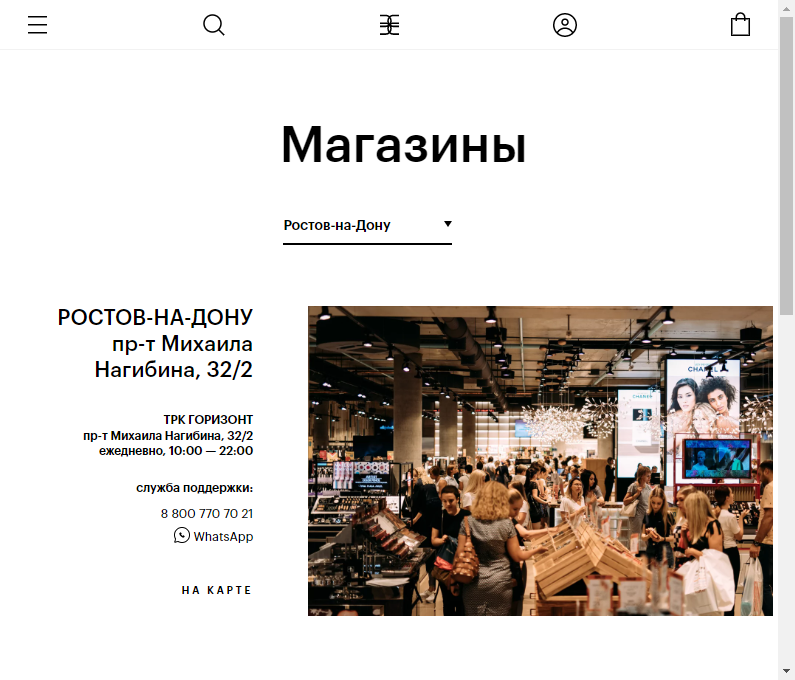 Магазины
Ростов-на-Дону
РОСТОВ-НА-ДОНУ
пр-т Михаила
Нагибина, 32/2
ТРК ГОРИЗОНТ
пр-т Михаила Нагибина, 32/2
ежедневно, 10:00 — 22:00
служба поддержки:
8 800 770 70 21
WhatsApp
НА КАРТЕ
CHANEL
CHANEL